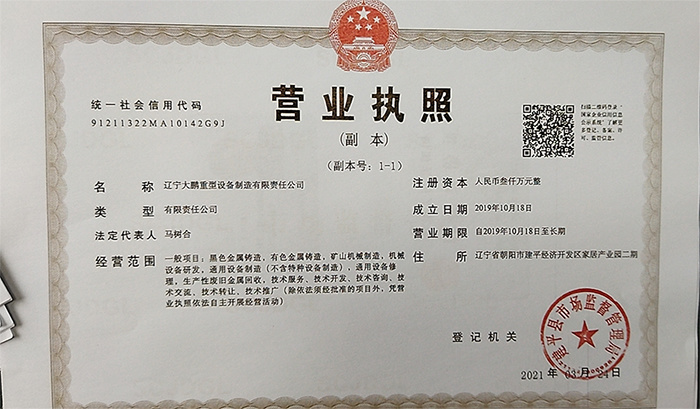 统一社会信用代码
91211322MA10142G9J
营业执照
(副本)
(副本号：1-1)
扫描二维码登录“
国家企业信用信息
公示系统”了解更
多登记、备案、许
可、监管信息。
名称 辽宁大鹏重型设备制造有限责任公司
类型 有限责任公司
法定代表人 马树合
经营范围 一般项目：黑色金属铸造，有色金属铸造，矿山机械制造，机械
设备研发，通用设备制造（不含特种设备制造），通用设备修
理，生产性废旧金属回收，技术服务、技术开发、技术咨询、技
术交流、技术转让、技术推广（除依法须经批准的项目外，凭营
业执照依法自主开展经营活动）
注册资本 人民币叁仟万元整
成立日期 2019年10月18日
营业期限 自2019年10月18日至长期
住所 辽宁省朝阳市建平经济开发区家居产业园二期
登记机关
建平县市场监督管理局
2021 年 03 月 24 日